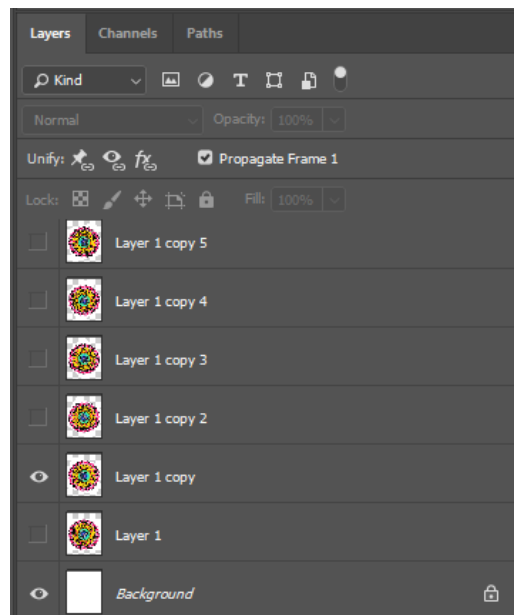 Layers Channels Paths
Kind T
Normal Opacity: 100%
Unify: fx Propagate Frame 1
Lock: Fill: 100%
Layer 1 copy 5
Layer 1 copy 4
Layer 1 copy 3
Layer 1 copy 2
Layer 1 copy
Layer 1
Background